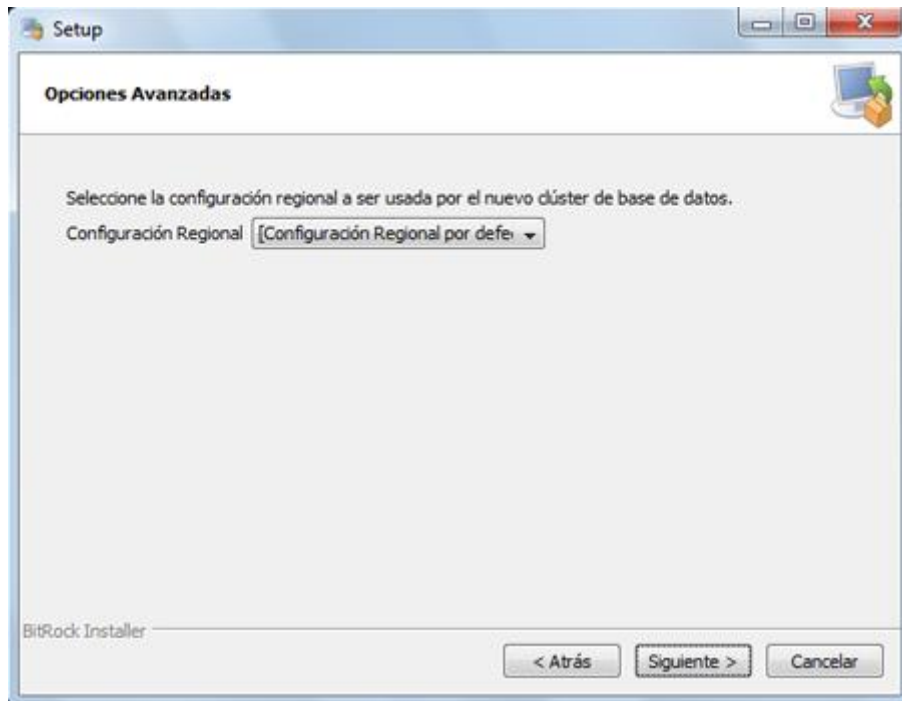 Setup
Opciones Avanzadas
Seleccione la configuración regional a ser usada por el nuevo clúster de base de datos.
Configuración Regional [Configuración Regional por defe
BitRock Installer
< Atrás Siguiente > Cancelar